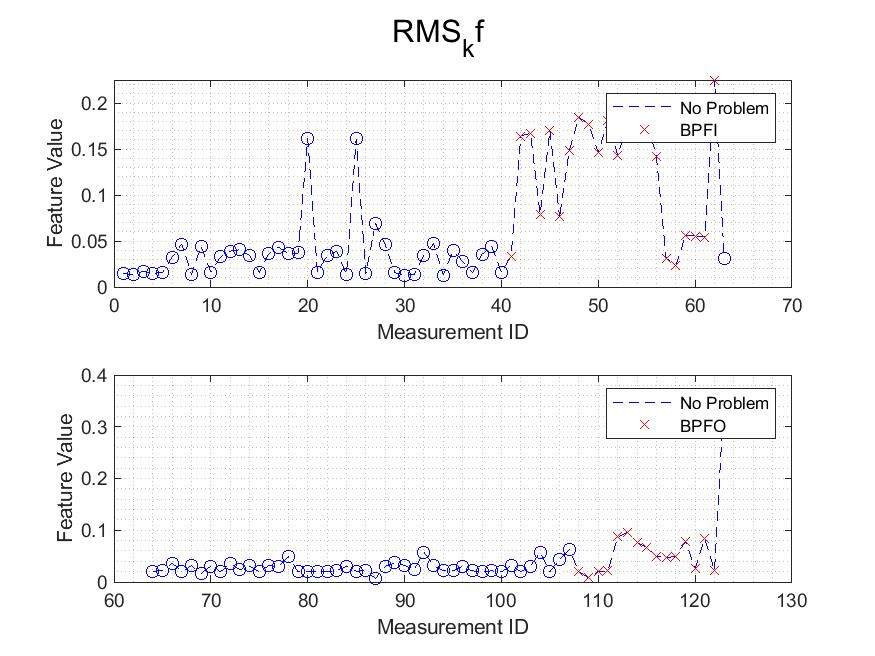 RMSkf
0.2
0.15
0.1
0.05
0
Feature Value
No Problem
BPFI
0 10 20 30 40 50 60 70
Measurement ID
0.4
0.3
0.2
0.1
0
Feature Value
No Problem
BPFO
60 70 80 90 100 110 120 130
Measurement ID